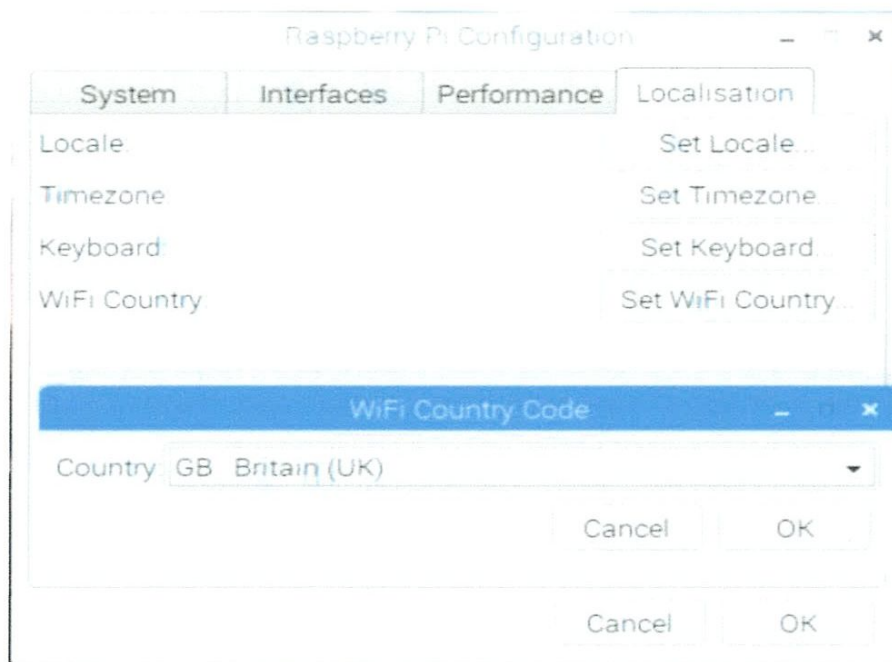 Raspberry Pi Configuration
System Interfaces Performance Localisation
Locale: Set Locale...
Timezone Set Timezone...
Keyboard: Set Keyboard...
WiFi Country: Set WiFi Country...
WiFi Country Code
Country: GB Britain (UK)
Cancel OK
Cancel OK